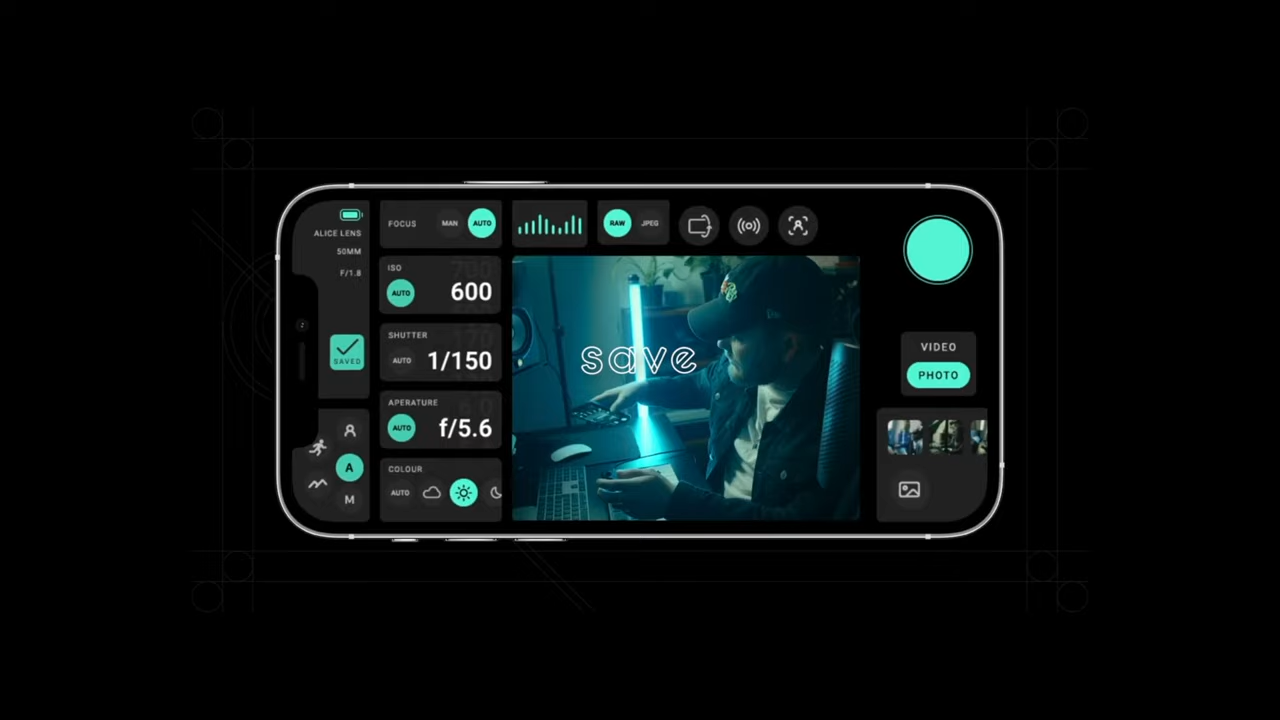 ALICE LENS
50MM
F/1.8
SAVED
A
M
FOCUS MAN AUTO
ISO
AUTO 600
SHUTTER
AUTO 1/150
APERATURE
AUTO f/5.6
COLOUR
AUTO
RAW JPEG
save
VIDEO
PHOTO